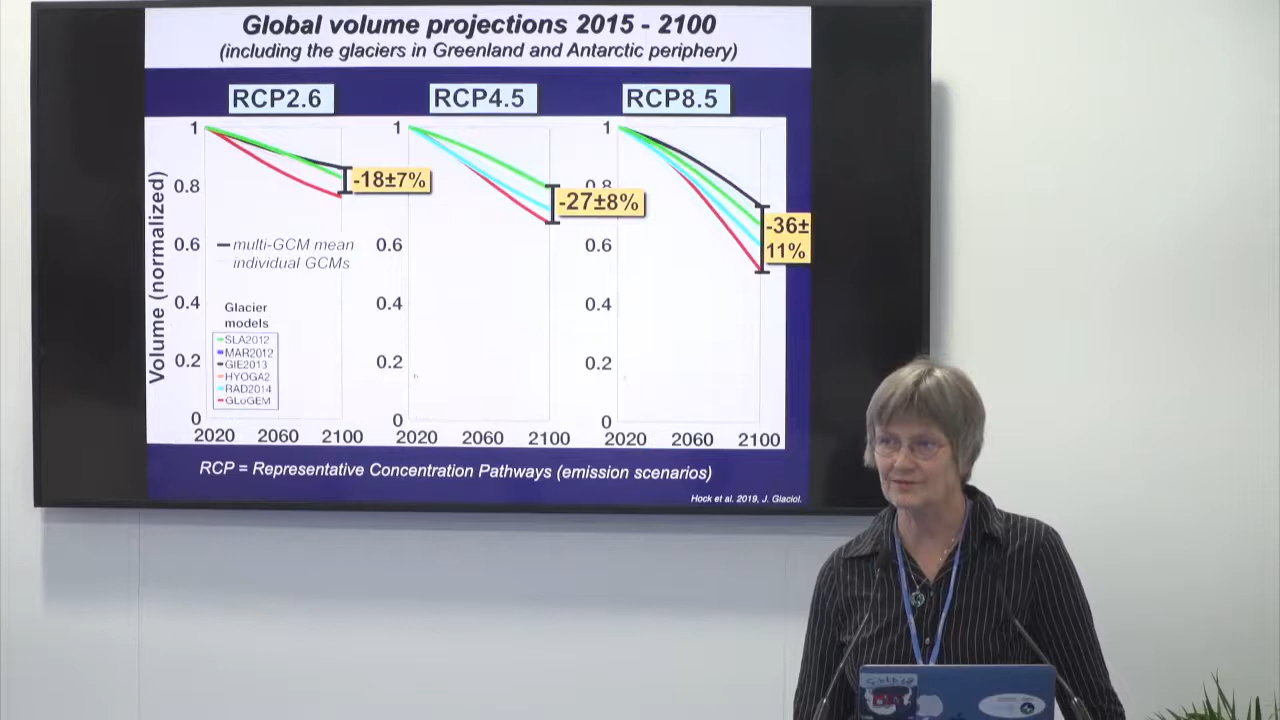 Global volume projections 2015 - 2100
(including the glaciers in Greenland and Antarctic periphery)
RCP2.6
RCP4.5
RCP8.5
Volume (normalized)
1
0.8
0.6
0.4
0.2
0
2020 2060 2100
-18±7%
multi-GCM mean
individual GCMs
Glacier
models
SLA2012
MAR2012
GIE2013
HYOGA2
RAD2014
GLoGEM
1
0.6
0.4
0.2
0
2020 2060 2100
-27±8%
1
0.8
0.6
0.4
0.2
0
2020 2060 2100
-36±
11%
RCP = Representative Concentration Pathways (emission scenarios)
Hock et al. 2019, J. Glaciol.